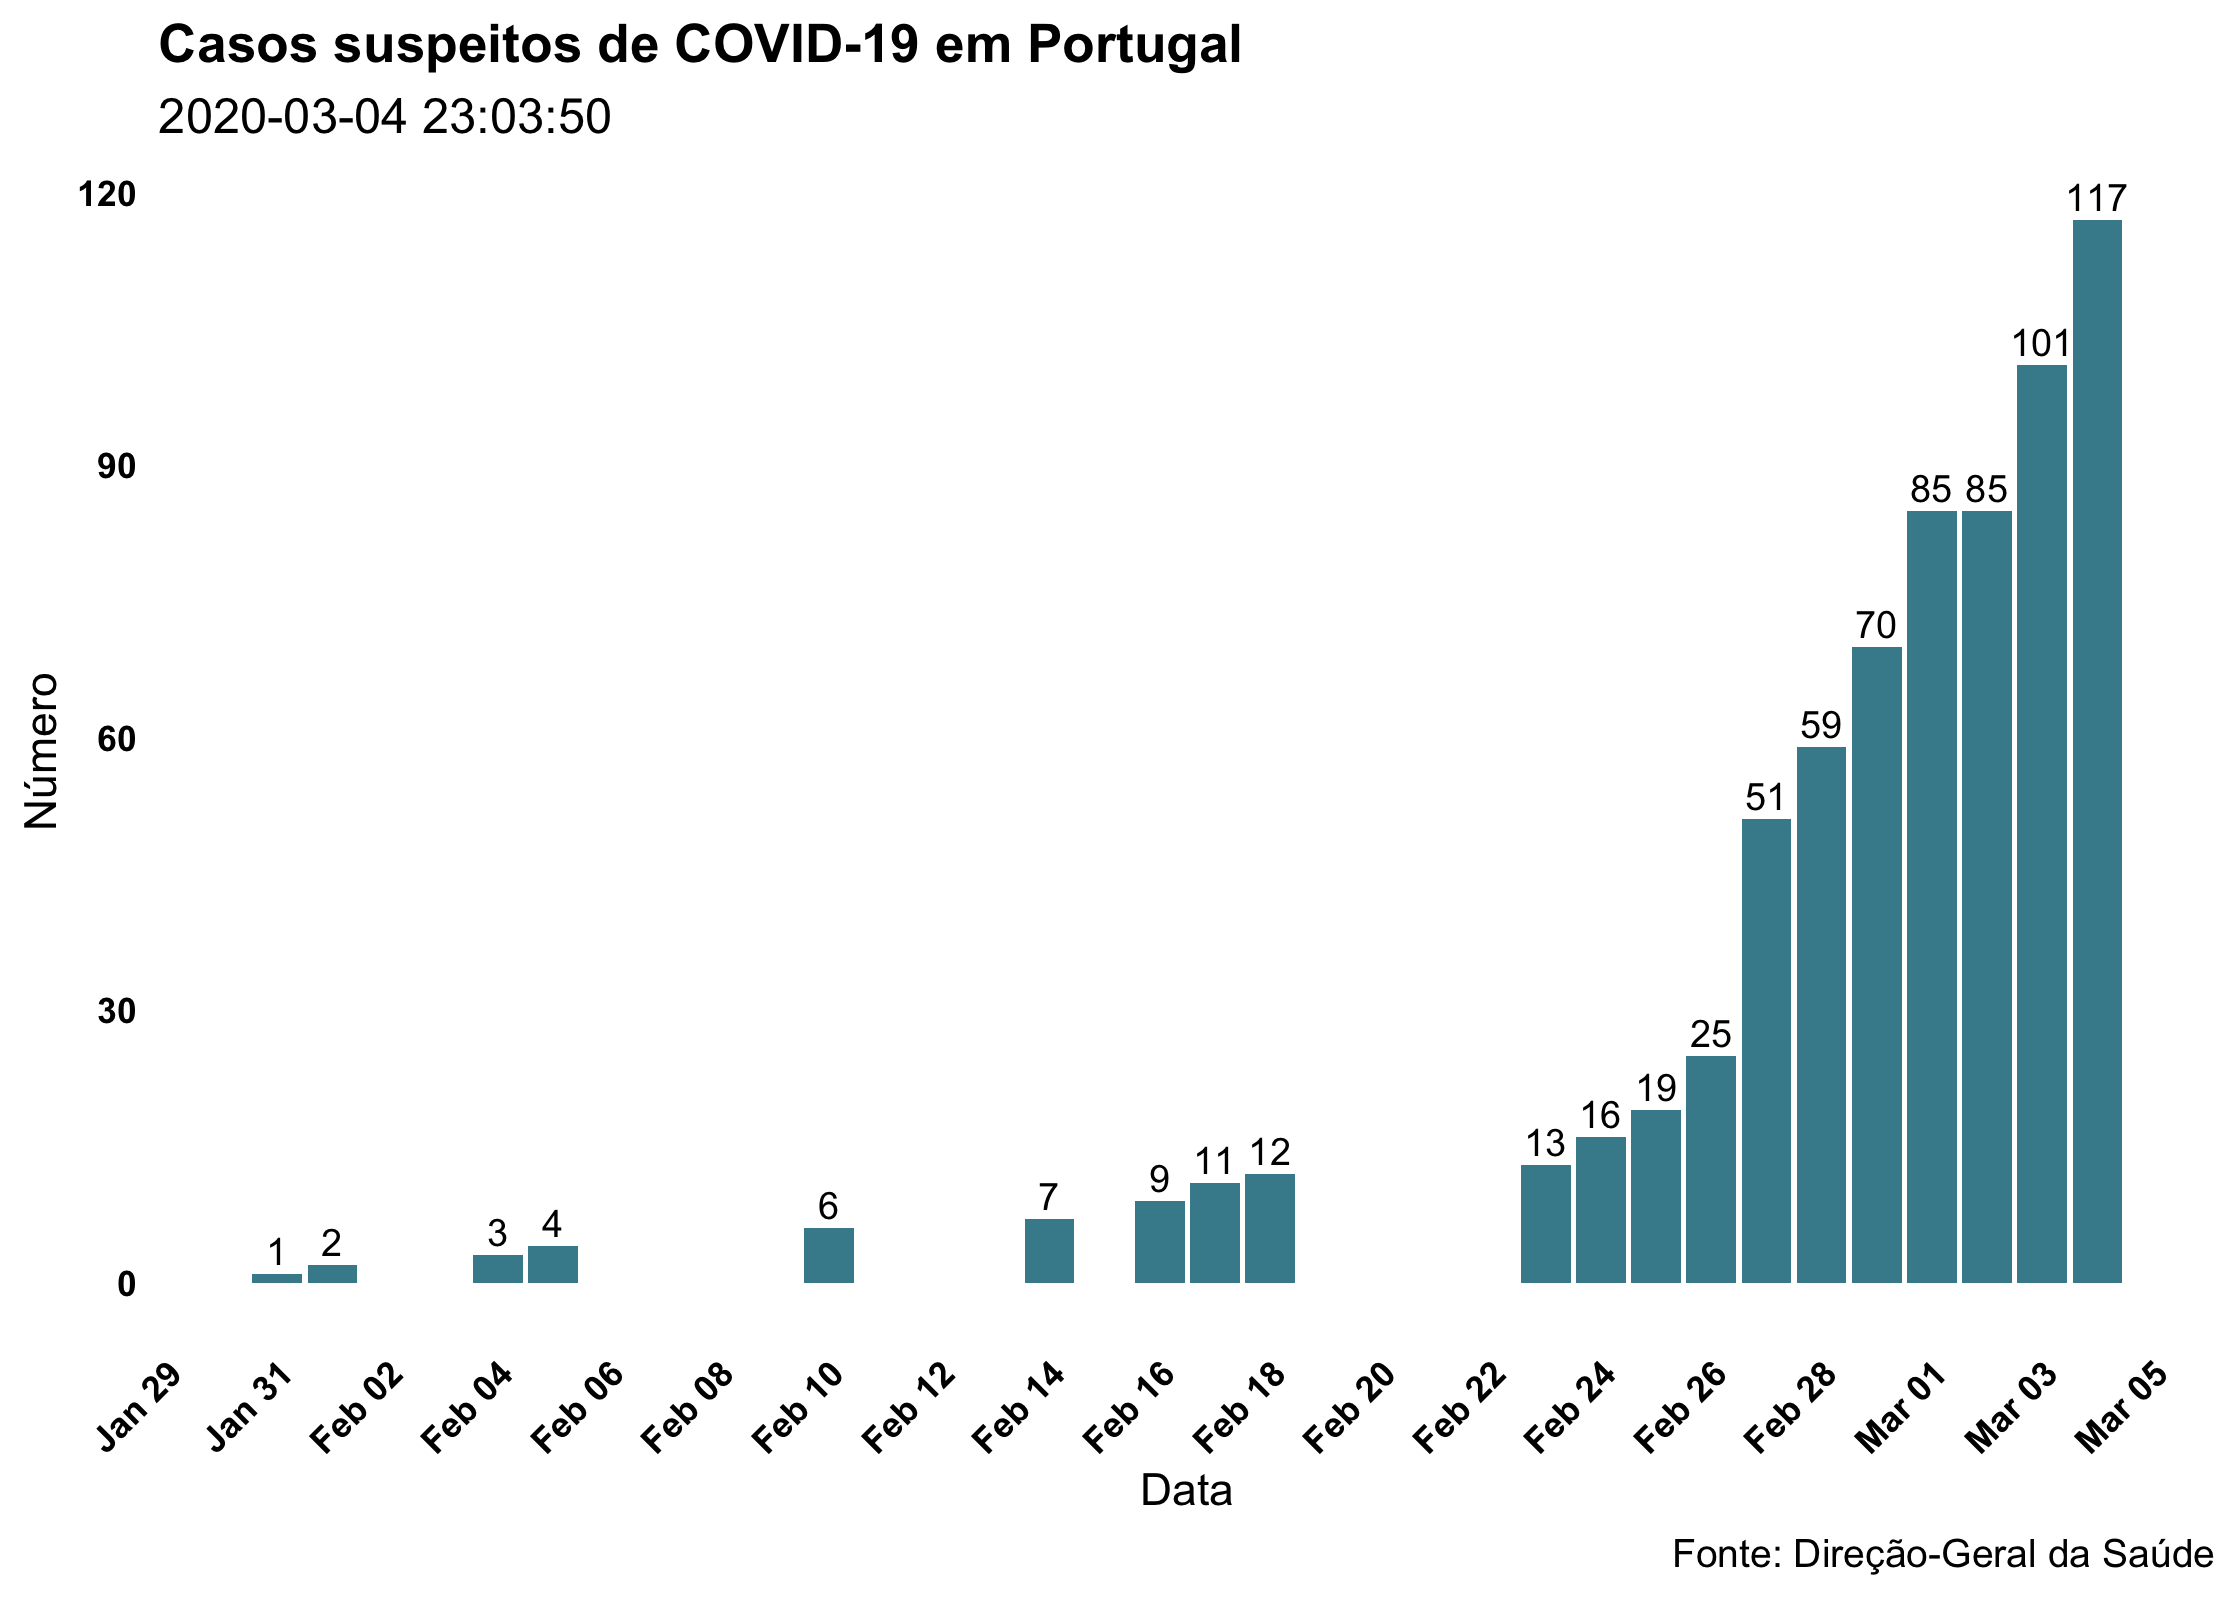 Casos suspeitos de COVID-19 em Portugal
2020-03-04 23:03:50
Número
120
90
60
30
0
1
2
3
4
6
7
9
11
12
13
16
19
25
51
59
70
85
85
101
117
Jan 29
Jan 31
Feb 02
Feb 04
Feb 06
Feb 08
Feb 10
Feb 12
Feb 14
Feb 16
Feb 18
Feb 20
Feb 22
Feb 24
Feb 26
Feb 28
Mar 01
Mar 03
Mar 05
Data
Fonte: Direção-Geral da Saúde